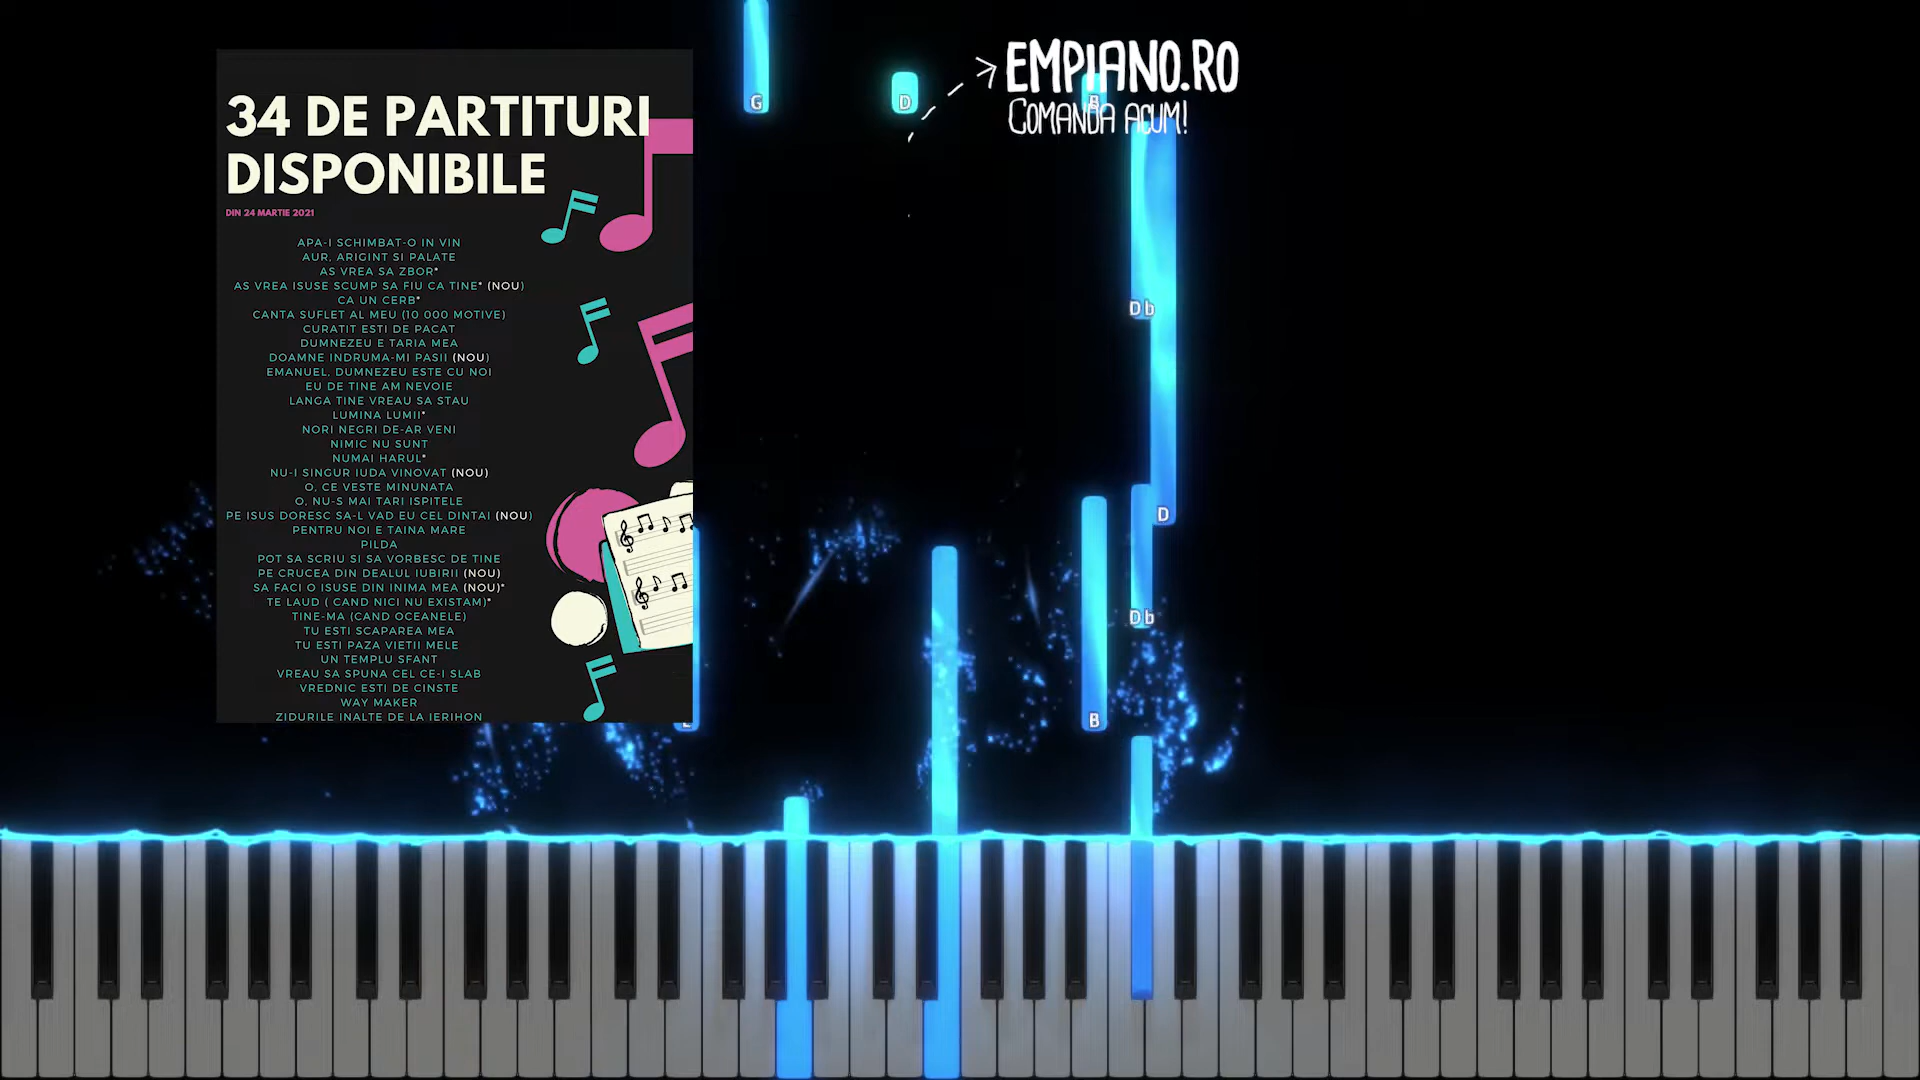 34 DE PARTITURI
DISPONIBILE
DIN 24 MARTIE 2021
APA-I SCHIMBAT-O IN VIN
AUR, ARIGINT SI PALATE
AS VREA SA ZBOR*
AS VREA ISUSE SCUMP SA FIU CA TINE* (NOU)
CA UN CERB*
CANTA SUFLET AL MEU (10 000 MOTIVE)
CURATIT ESTI DE PACAT
DUMNEZEU E TARIA MEA
DOAMNE INDRUMA-MI PASII (NOU)
EMANUEL, DUMNEZEU ESTE CU NOI
EU DE TINE AM NEVOIE
LANGA TINE VREAU SA STAU
LUMINA LUMII*
NORI NEGRI DE-AR VENI
NIMIC NU SUNT
NUMAI HARUL*
NU-I SINGUR IUDA VINOVAT (NOU)
O, CE VESTE MINUNATA
O, NU-S MAI TARI ISPITELE
PE ISUS DORESC SA-L VAD EU CEL DINTAI (NOU)
PENTRU NOI E TAINA MARE
PILDA
POT SA SCRIU SI SA VORBESC DE TINE
PE CRUCEA DIN DEALUL IUBIRII (NOU)
SA FACI O ISUSE DIN INIMA MEA (NOU)*
TE LAUD ( CAND NICI NU EXISTAM)*
TINE-MA (CAND OCEANELE)
TU ESTI SCAPAREA MEA
TU ESTI PAZA VIETII MELE
UN TEMPLU SFANT
VREAU SA SPUNA CEL CE-I SLAB
VREDNIC ESTI DE CINSTE
WAY MAKER
ZIDURILE INALTE DE LA IERIHON
EMPIANO.RO
COMANDA ACUM!
G
D
B
Db
D
Db
B